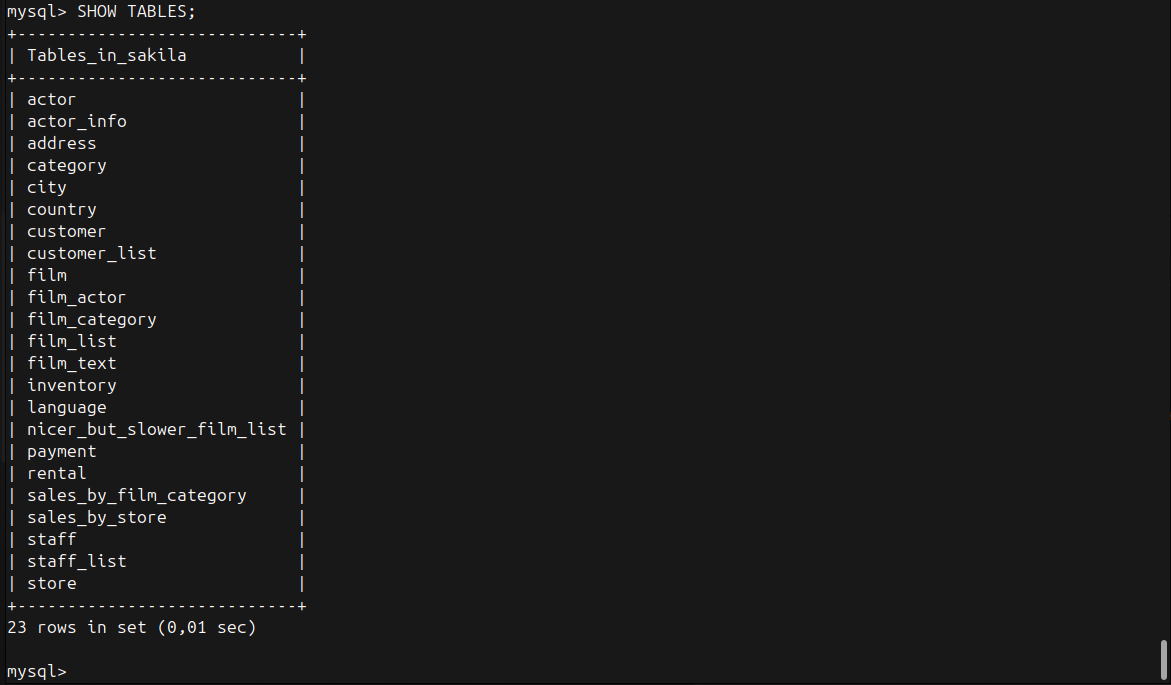 mysql> SHOW TABLES;
+----------------------------+
| Tables_in_sakila           |
+----------------------------+
| actor                      |
| actor_info                 |
| address                    |
| category                   |
| city                       |
| country                    |
| customer                   |
| customer_list              |
| film                       |
| film_actor                 |
| film_category              |
| film_list                  |
| film_text                  |
| inventory                  |
| language                   |
| nicer_but_slower_film_list |
| payment                    |
| rental                     |
| sales_by_film_category     |
| sales_by_store             |
| staff                      |
| staff_list                 |
| store                      |
+----------------------------+
23 rows in set (0,01 sec)
mysql>